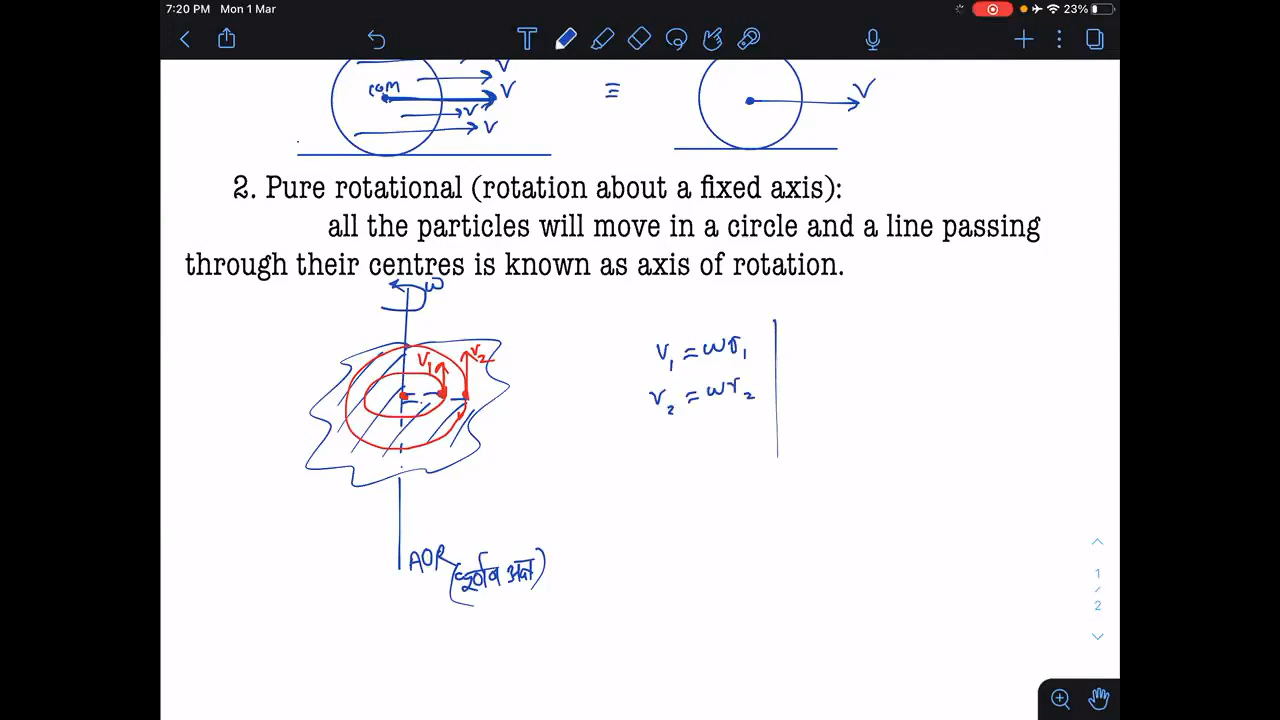 7:20 PM Mon 1 Mar
23%
T
V
V
com
V
V
V
≡
V
2. Pure rotational (rotation about a fixed axis):
all the particles will move in a circle and a line passing
through their centres is known as axis of rotation.
ω
V₁
V₂
V₁ = ωr₁
V₂ = ωr₂
AOR
(घूर्णन अक्ष)
1
/
2